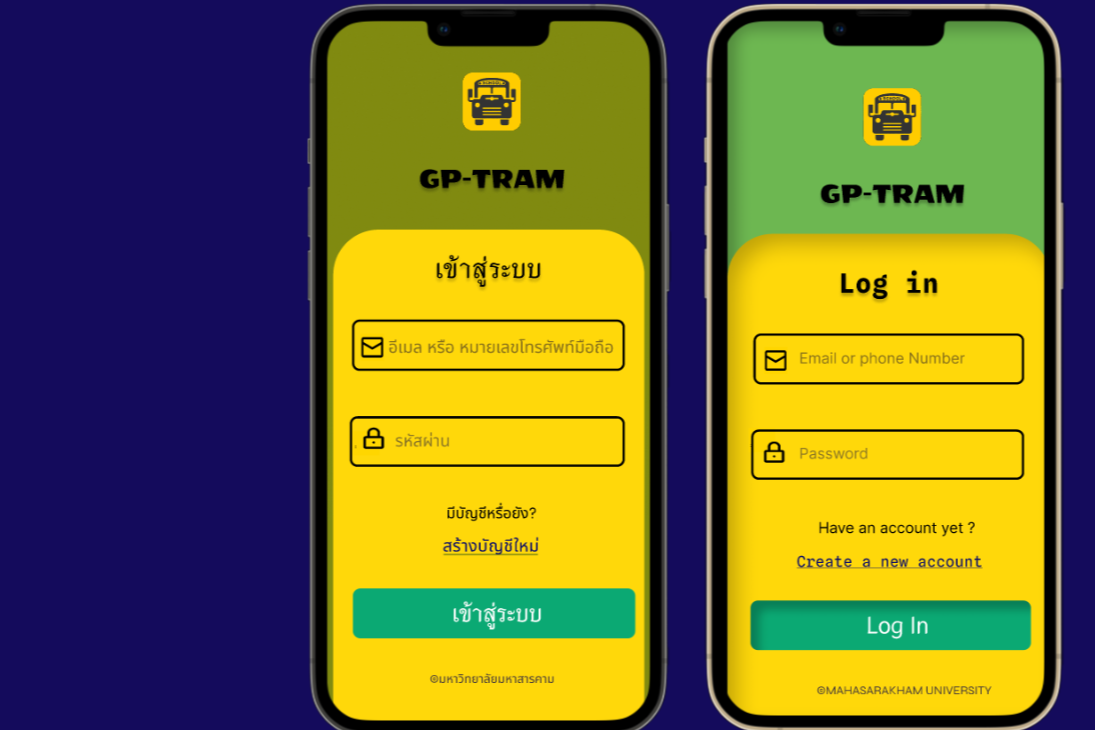 GP-TRAM
เข้าสู่ระบบ
อีเมล หรือ หมายเลขโทรศัพท์มือถือ
รหัสผ่าน
มีบัญชีหรื่อยัง?
สร้างบัญชีใหม่
เข้าสู่ระบบ
©มหาวิทยาลัยมหาสารคาม
GP-TRAM
Log in
Email or phone Number
Password
Have an account yet ?
Create a new account
Log In
©MAHASARAKHAM UNIVERSITY